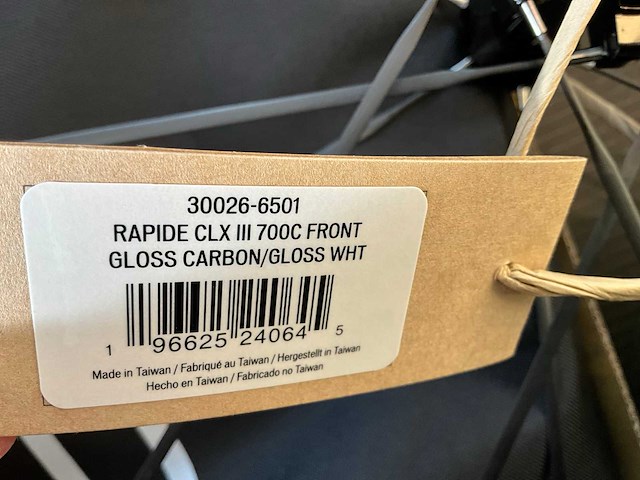 30026-6501
RAPIDE CLX III 700C FRONT
GLOSS CARBON/GLOSS WHT
1 96625 24064 5
Made in Taiwan / Fabriqué au Taiwan / Hergestellt in Taiwan
Hecho en Taiwan / Fabricado no Taiwan